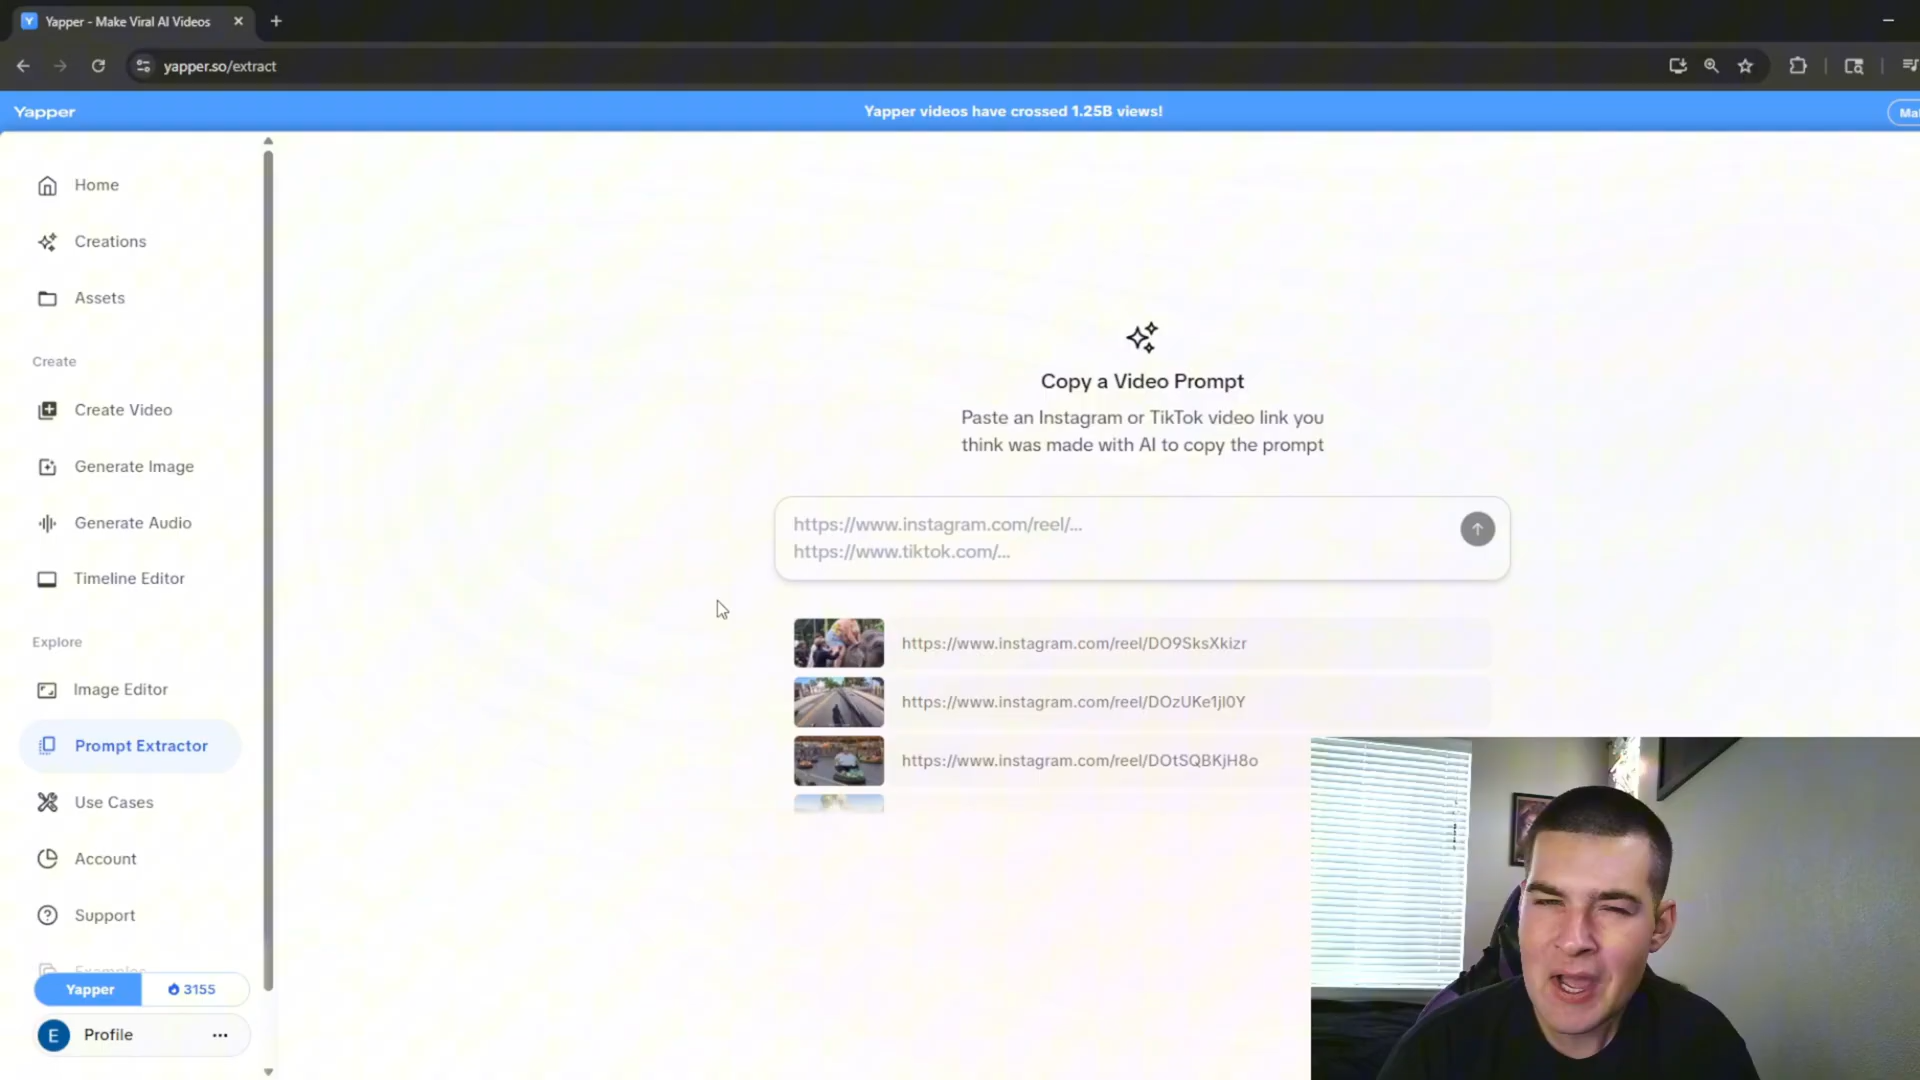 Yapper - Make Viral AI Videos
yapper.so/extract
Yapper
Yapper videos have crossed 1.25B views!
Home
Creations
Assets
Create
Create Video
Generate Image
Generate Audio
Timeline Editor
Explore
Image Editor
Prompt Extractor
Use Cases
Account
Support
Examples
Yapper
3155
E
Profile
Copy a Video Prompt
Paste an Instagram or TikTok video link you
think was made with AI to copy the prompt
https://www.instagram.com/reel/...
https://www.tiktok.com/...
https://www.instagram.com/reel/DO9SksXkizr
https://www.instagram.com/reel/DOzUKe1jl0Y
https://www.instagram.com/reel/DOtSQBKjH8o